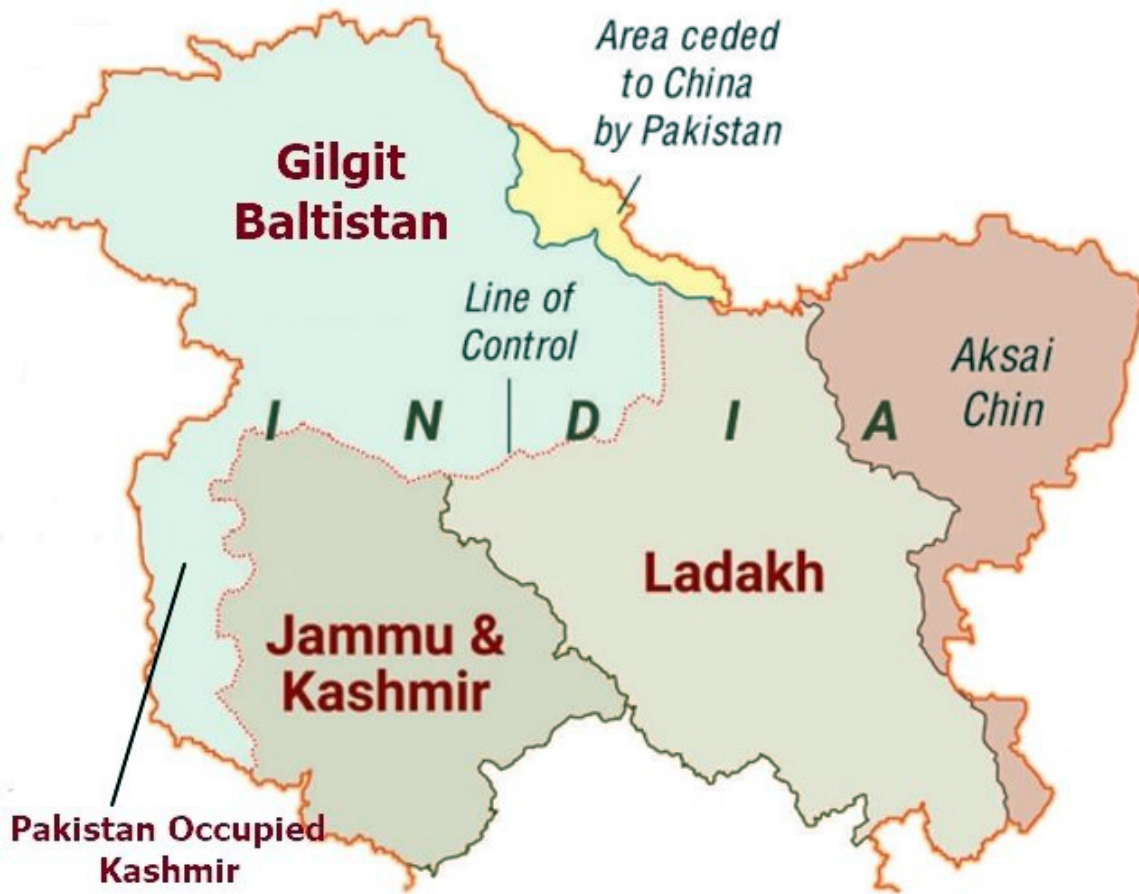 Area ceded
to China
by Pakistan
Gilgit
Baltistan
Line of
Control
Aksai
Chin
I N D I A
Ladakh
Jammu &
Kashmir
Pakistan Occupied
Kashmir